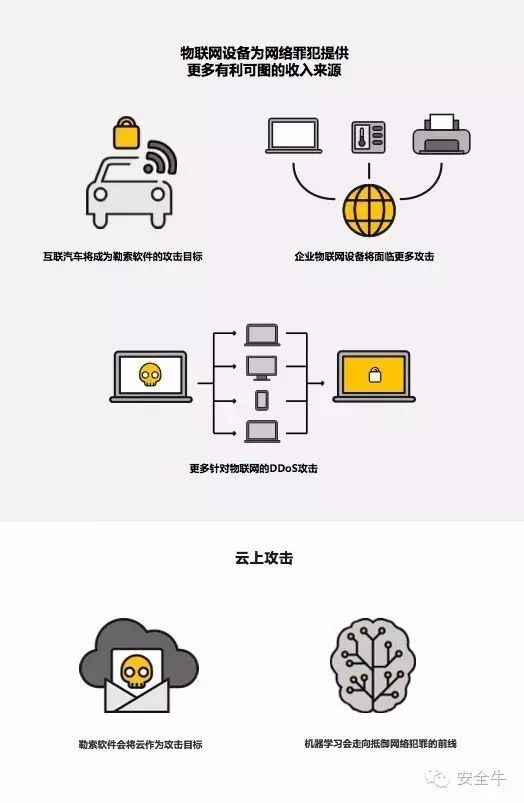 物联网设备为网络罪犯提供
更多有利可图的收入来源
互联汽车将成为勒索软件的攻击目标
企业物联网设备将面临更多攻击
更多针对物联网的DDoS攻击
云上攻击
勒索软件会将云作为攻击目标
机器学习会走向抵御网络犯罪的前线
安全牛